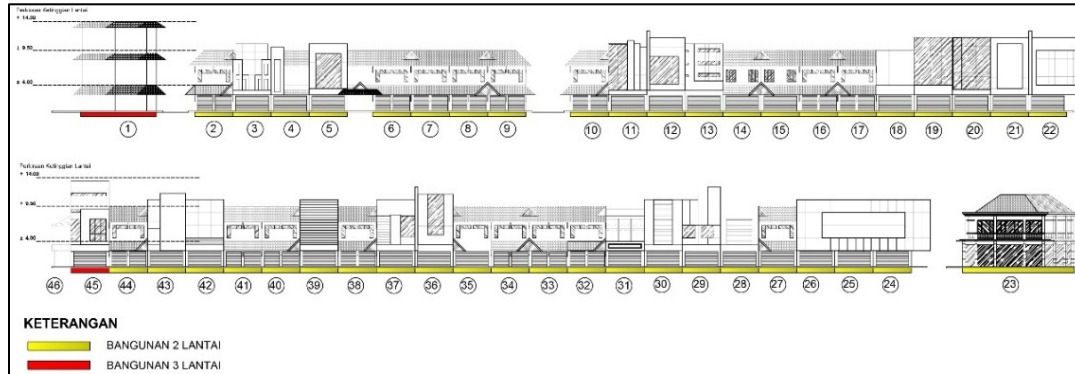 Perkiraan Ketinggian Lantai
+ 14.00
± 9.50
± 4.00
1 2 3 4 5 6 7 8 9 10 11 12 13 14 15 16 17 18 19 20 21 22
Perkiraan Ketinggian Lantai
+ 14.00
± 9.50
± 4.00
46 45 44 43 42 41 40 39 38 37 36 35 34 33 32 31 30 29 28 27 26 25 24 23
KETERANGAN
BANGUNAN 2 LANTAI
BANGUNAN 3 LANTAI